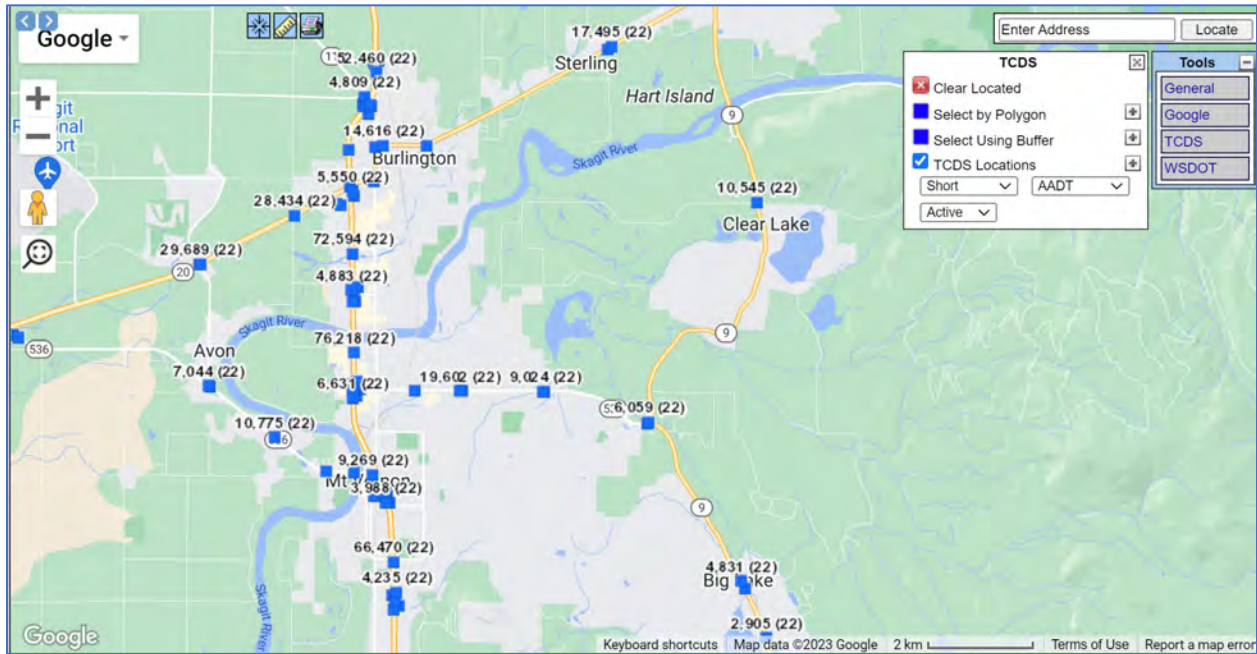 Google
17,495 (22)
Enter Address
Locate
Sterling
52,460 (22)
4,809 (22)
Hart Island
TCDS
Clear Located
Select by Polygon
Select Using Buffer
TCDS Locations
Short
AADT
Active
Tools
General
Google
TCDS
WSDOT
9
14,616 (22)
Burlington
Skagit River
5,550 (22)
10,545 (22)
28,434 (22)
Clear Lake
72,594 (22)
29,689 (22)
20
4,883 (22)
Skagit River
9
536
Avon
76,218 (22)
7,044 (22)
6,631 (22)
19,602 (22)
9,024 (22)
6,059 (22)
10,775 (22)
9,269 (22)
3,988 (22)
9
66,470 (22)
4,235 (22)
4,831 (22)
Big Lake
Skagit River
2,905 (22)
Google
Keyboard shortcuts
Map data ©2023 Google
2 km
Terms of Use
Report a map error